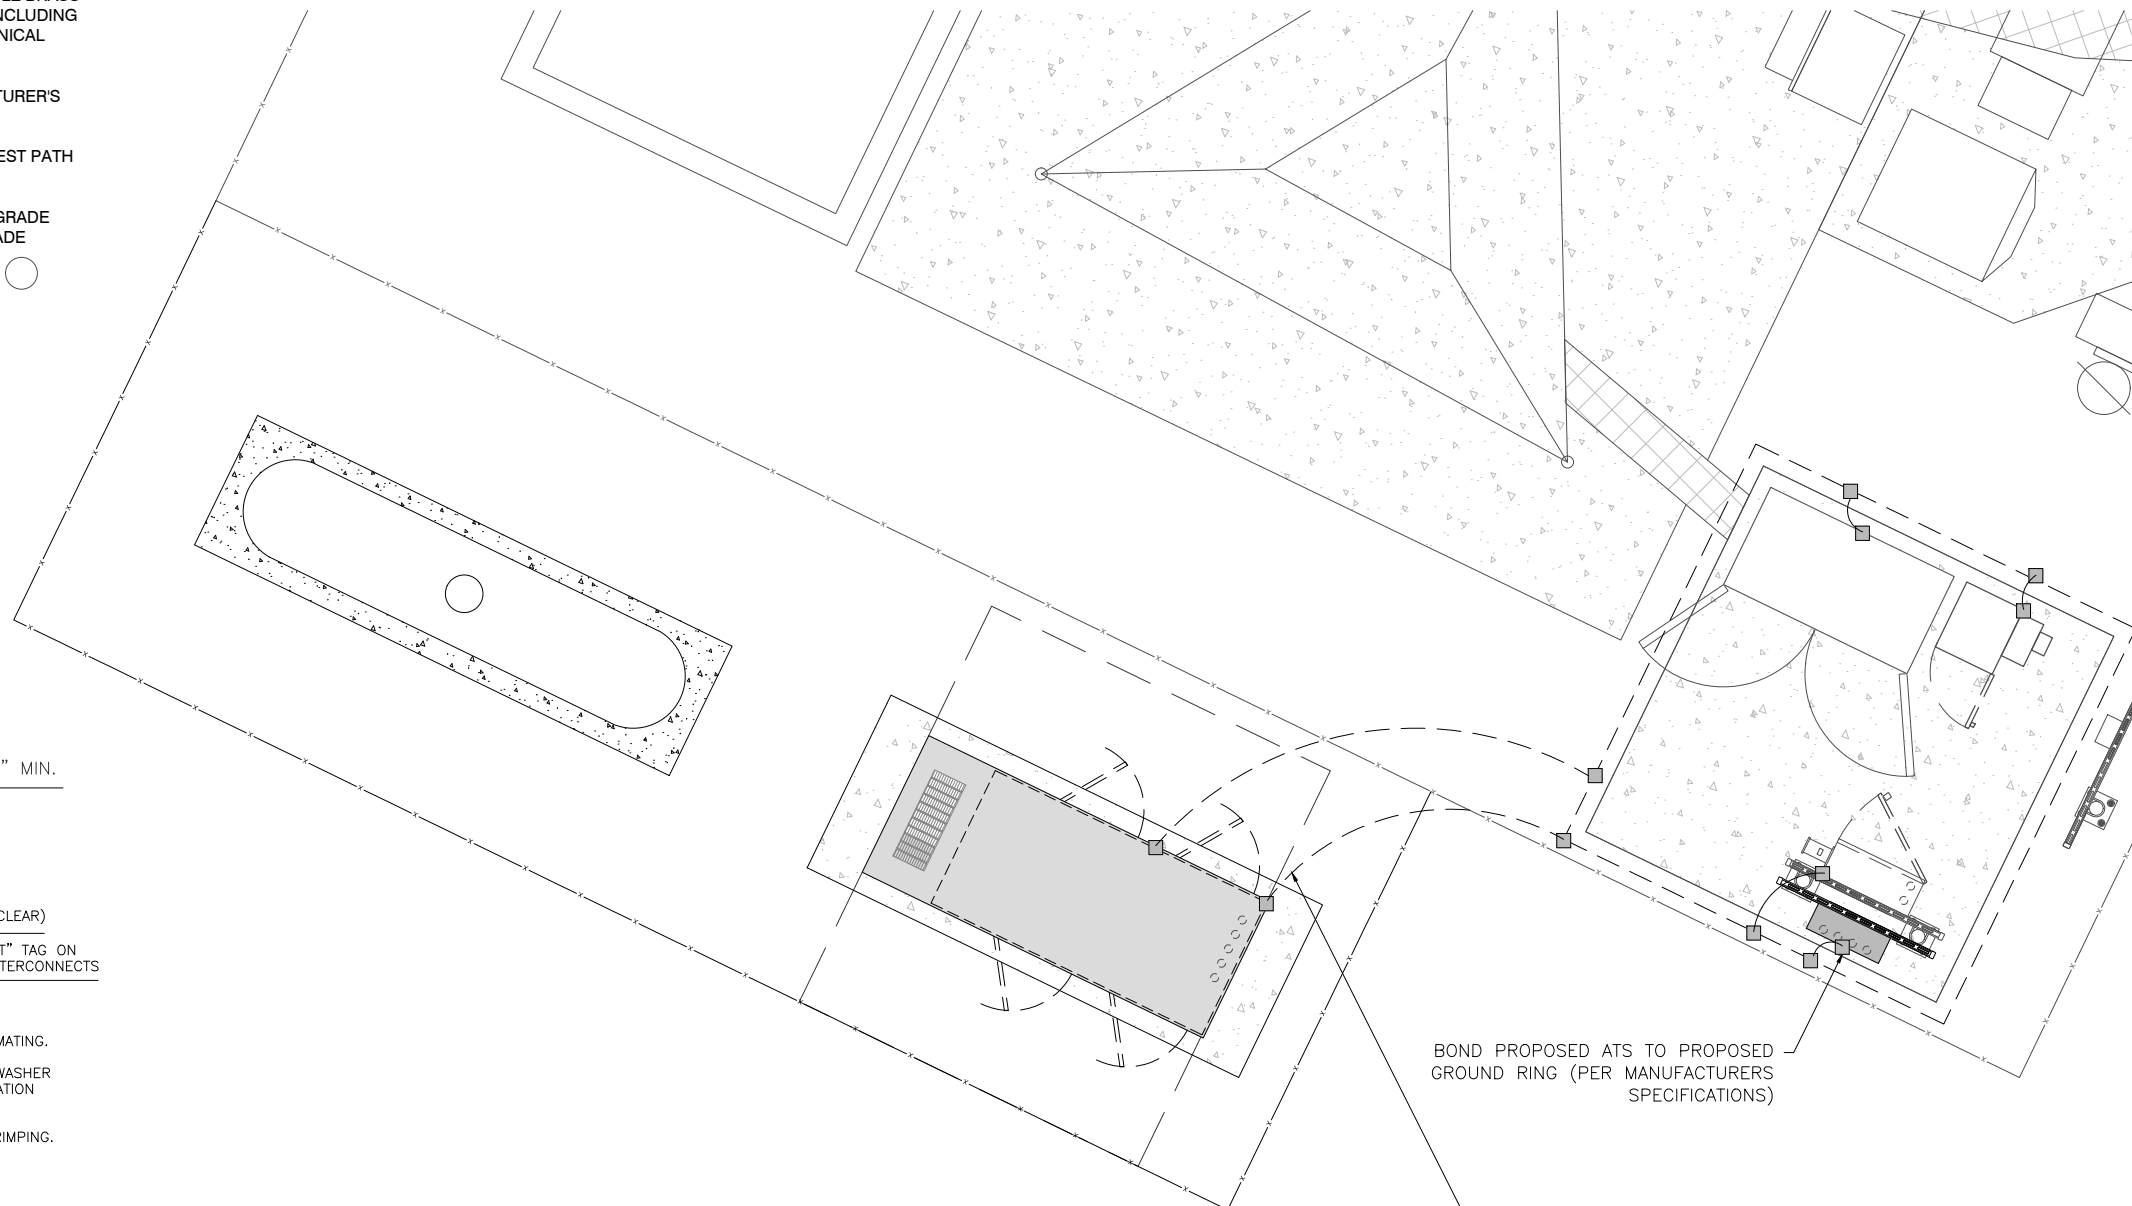 NCLUDING
NICAL
TURER'S
EST PATH
GRADE
ADE
" MIN.
CLEAR)
T" TAG ON
TERCONNECTS
MATING.
WASHER
ATION
RIMPING.
BOND PROPOSED ATS TO PROPOSED
GROUND RING (PER MANUFACTURERS
SPECIFICATIONS)